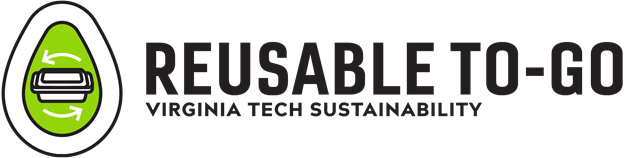 REUSABLE TO-GO
VIRGINIA TECH SUSTAINABILITY